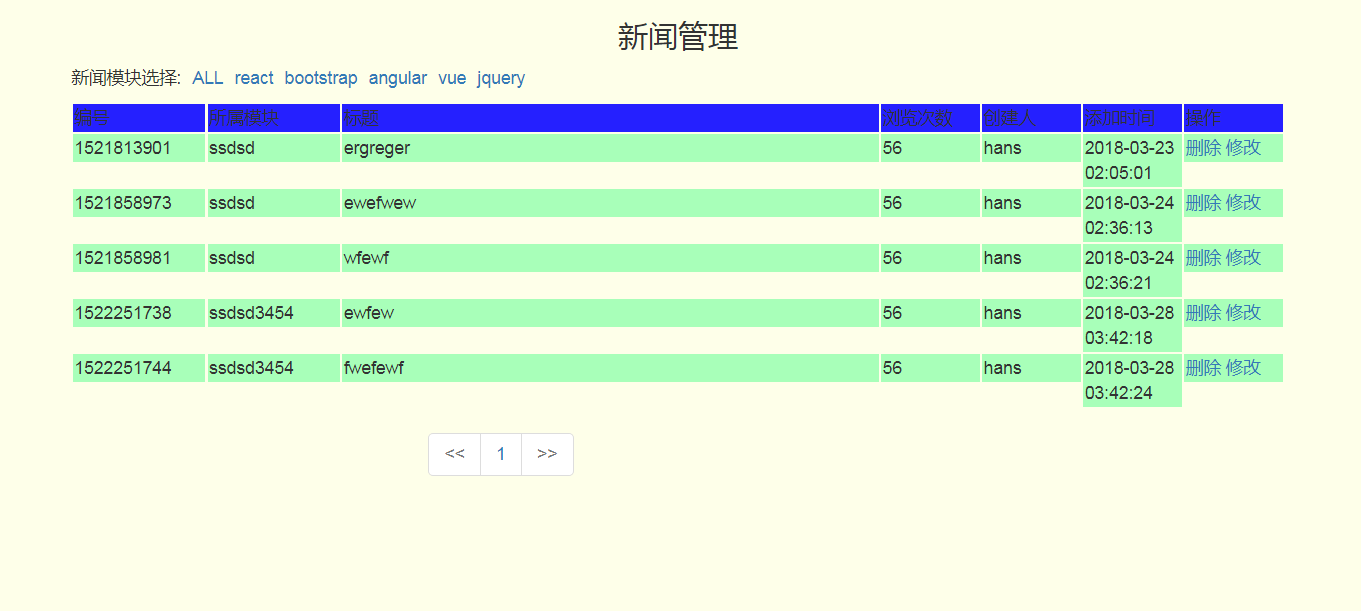 新闻管理
新闻模块选择: ALL react bootstrap angular vue jquery
编号 所属模块 标题 浏览次数 创建人 添加时间 操作
1521813901 ssdsd ergreger 56 hans 2018-03-23 删除 修改
02:05:01
1521858973 ssdsd ewefwew 56 hans 2018-03-24 删除 修改
02:36:13
1521858981 ssdsd wfewf 56 hans 2018-03-24 删除 修改
02:36:21
1522251738 ssdsd3454 ewfew 56 hans 2018-03-28 删除 修改
03:42:18
1522251744 ssdsd3454 fwefewf 56 hans 2018-03-28 删除 修改
03:42:24
<< 1 >>